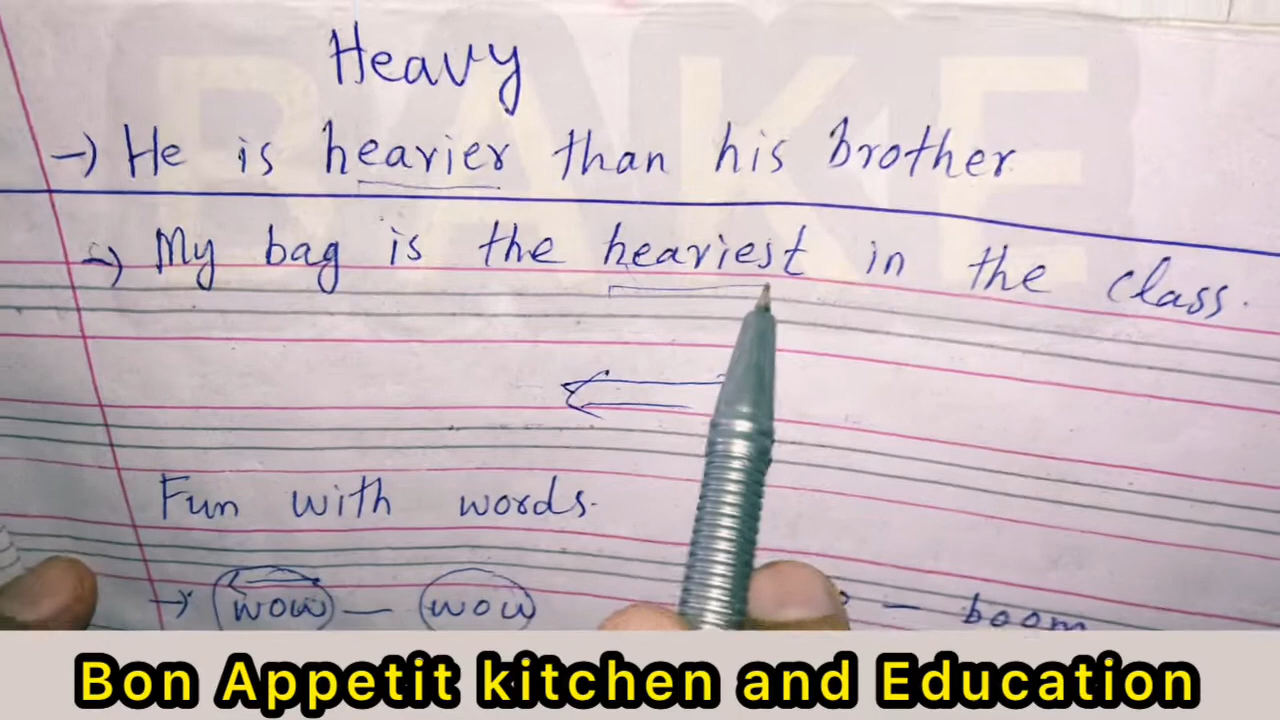 Heavy
→ He is heavier than his brother.
→ My bag is the heaviest in the class.
Fun with words.
→ wow — wow — boom
Bon Appetit kitchen and Education